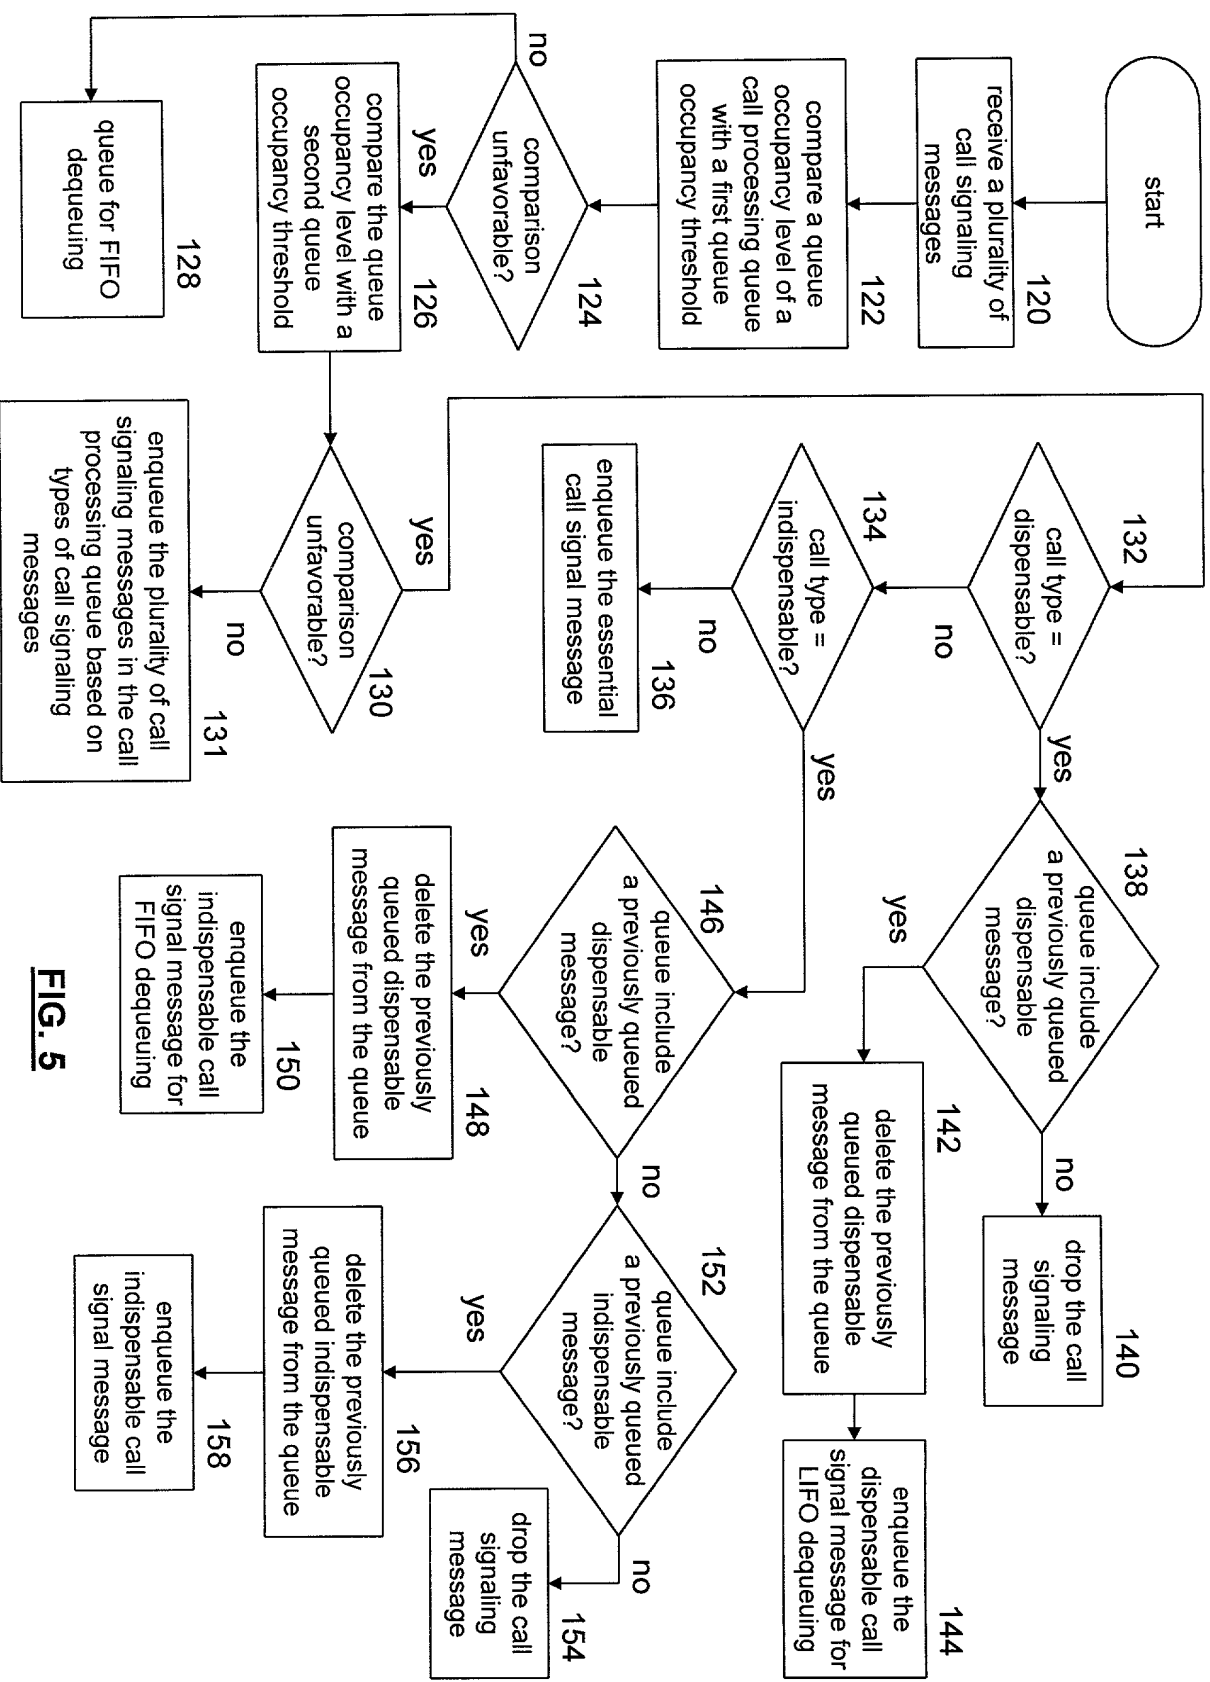 start
receive a plurality of
call signaling
messages
120
compare a queue
occupancy level of a
call processing queue
with a first queue
occupancy threshold
122
comparison
unfavorable?
124
no
yes
compare the queue
occupancy level with a
second queue
occupancy threshold
126
queue for FIFO
dequeuing
128
comparison
unfavorable?
130
yes
no
enqueue the plurality of call
signaling messages in the call
processing queue based on
types of call signaling
messages
131
132
call type =
dispensable?
no
yes
134
call type =
indispensable?
no
yes
enqueue the essential
call signal message
136
138
queue include
a previously queued
dispensable
message?
yes
no
drop the call
signaling
message
140
142
delete the previously
queued dispensable
message from the queue
enqueue the
dispensable call
signal message for
LIFO dequeuing
144
146
queue include
a previously queued
dispensable
message?
yes
no
delete the previously
queued dispensable
message from the queue
148
enqueue the
indispensable call
signal message for
FIFO dequeuing
150
152
queue include
a previously queued
indispensable
message?
yes
no
drop the call
signaling
message
154
delete the previously
queued indispensable
message from the queue
156
enqueue the
indispensable call
signal message
158
FIG. 5